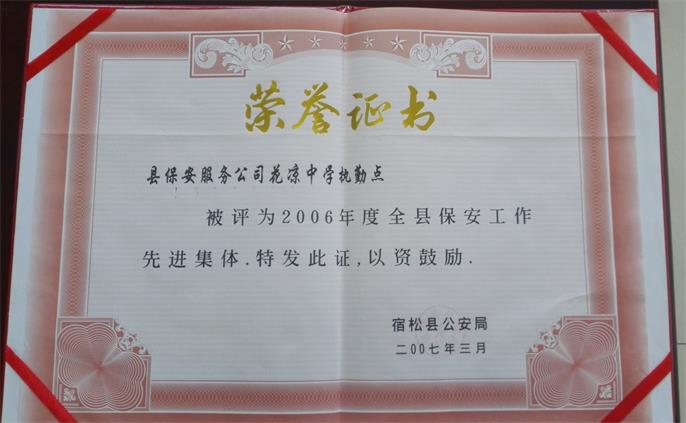 荣誉证书
县保安服务公司花凉中学执勤点
被评为2006年度全县保安工作
先进集体.特发此证,以资鼓励.
宿松县公安局
二00七年三月